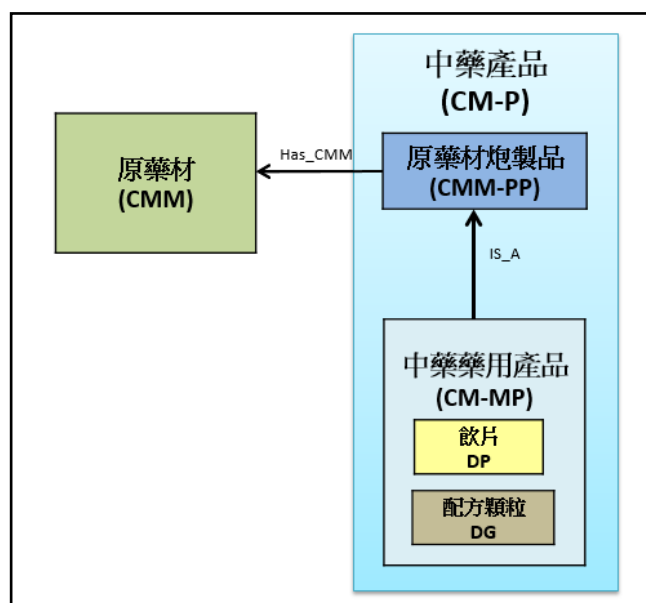 中藥產品
(CM-P)
原藥材
(CMM)
Has_CMM
原藥材炮製品
(CMM-PP)
IS_A
中藥藥用產品
(CM-MP)
飲片
DP
配方顆粒
DG